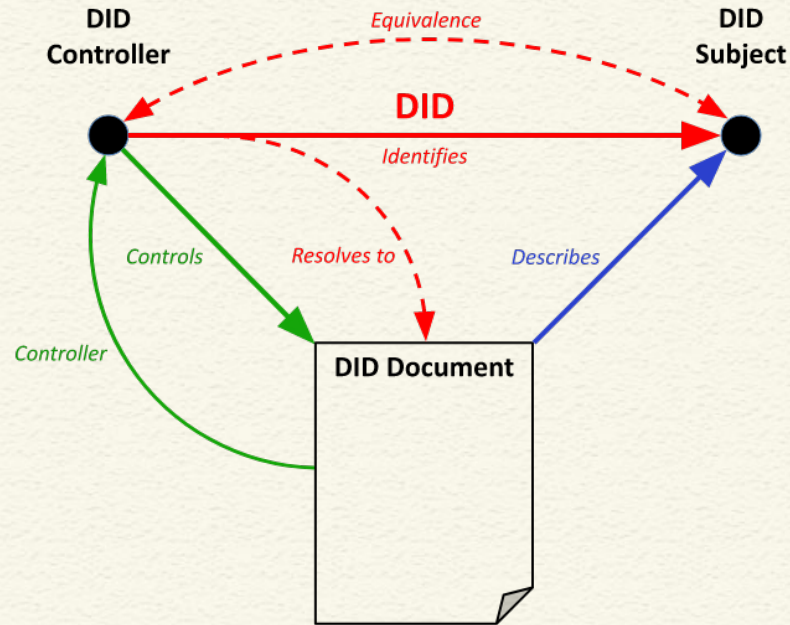 DID
Controller
Equivalence
DID
Subject
DID
Identifies
Controls
Resolves to
Describes
Controller
DID Document